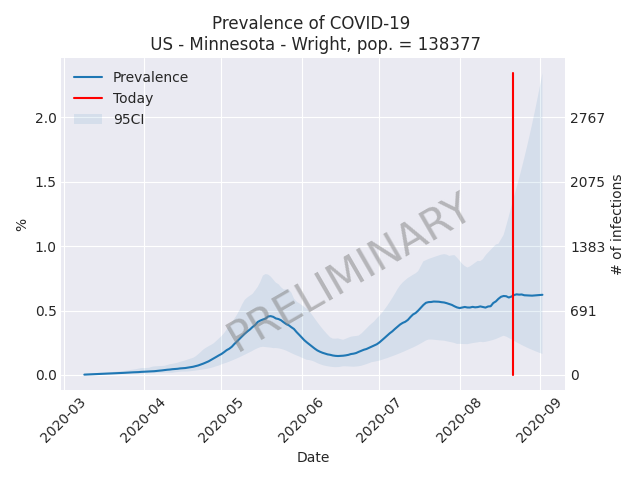 Prevalence of COVID-19
US - Minnesota - Wright, pop. = 138377
Prevalence
Today
95CI
PRELIMINARY
%
2.0
1.5
1.0
0.5
0.0
2767
2075
1383
691
0
# of infections
2020-03
2020-04
2020-05
2020-06
2020-07
2020-08
2020-09
Date